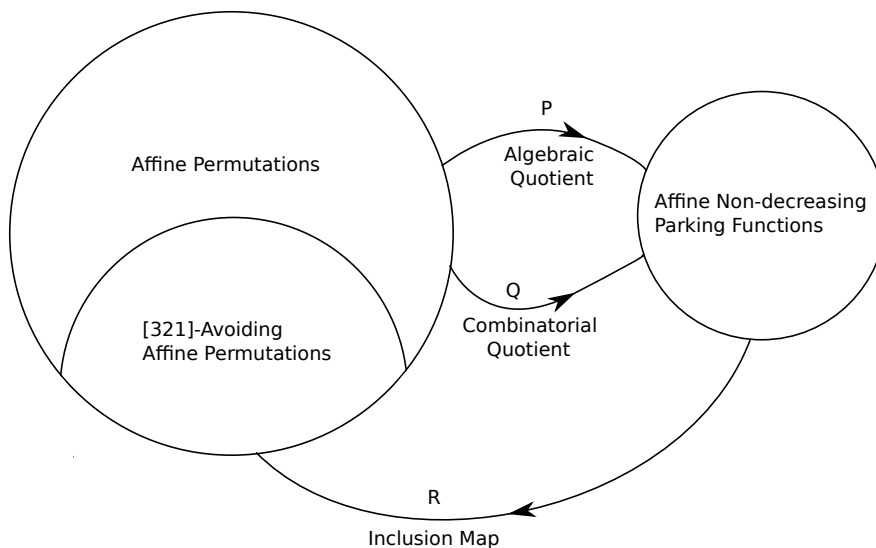 P
Affine Permutations
Algebraic
Quotient
Affine Non-decreasing
Parking Functions
Q
Combinatorial
Quotient
[321]-Avoiding
Affine Permutations
R
Inclusion Map